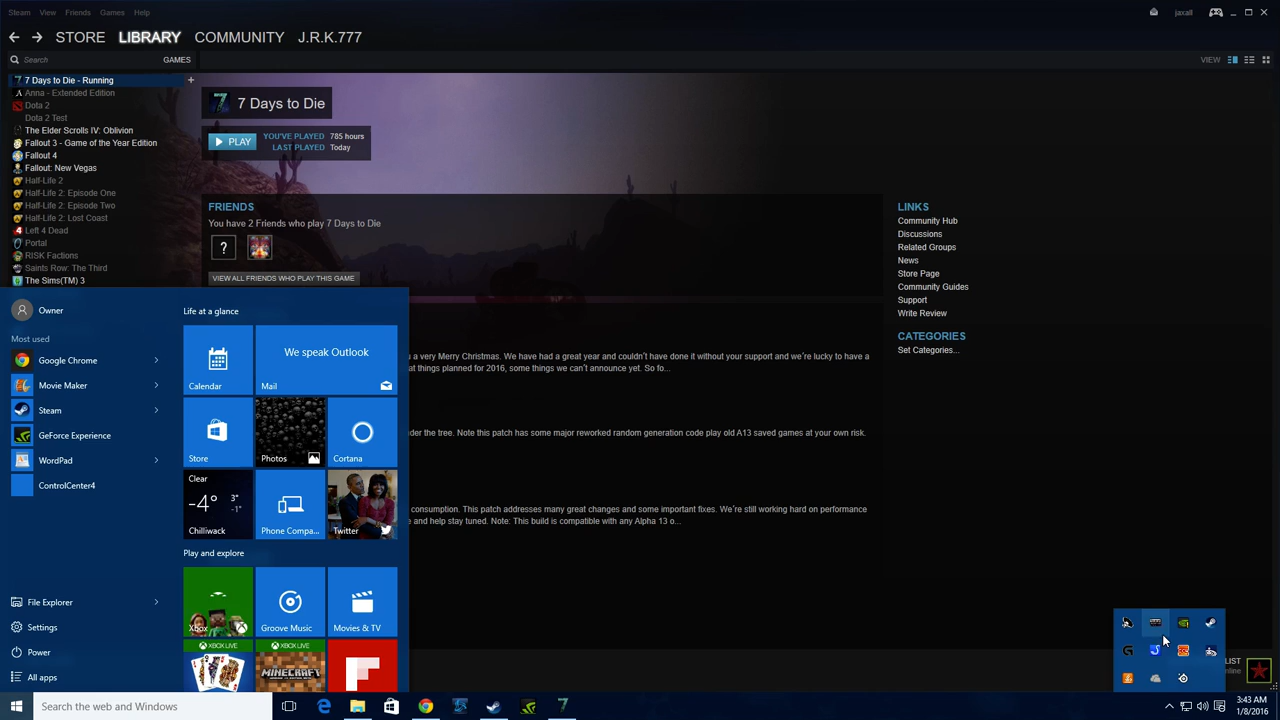 Steam View Friends Games Help
jaxall
STORE LIBRARY COMMUNITY J.R.K.777
Search GAMES
VIEW
7 Days to Die - Running
Anna - Extended Edition
Dota 2
Dota 2 Test
The Elder Scrolls IV: Oblivion
Fallout 3 - Game of the Year Edition
Fallout 4
Fallout: New Vegas
Half-Life 2
Half-Life 2: Episode One
Half-Life 2: Episode Two
Half-Life 2: Lost Coast
Left 4 Dead
Portal
RISK Factions
Saints Row: The Third
The Sims(TM) 3
7 Days to Die
PLAY
YOU'VE PLAYED 785 hours
LAST PLAYED Today
FRIENDS
You have 2 Friends who play 7 Days to Die
?
VIEW ALL FRIENDS WHO PLAY THIS GAME
LINKS
Community Hub
Discussions
Related Groups
News
Store Page
Community Guides
Support
Write Review
CATEGORIES
Set Categories...
a very Merry Christmas. We have had a great year and couldn't have done it without your support and we're lucky to have a
at things planned for 2016, some things we can't announce yet. So fo...
der the tree. Note this patch has some major reworked random generation code play old A13 saved games at your own risk.
consumption. This patch addresses many great changes and some important fixes. We're still working hard on performance
and help stay tuned. Note: This build is compatible with any Alpha 13 o...
Owner
Most used
Google Chrome
Movie Maker
Steam
GeForce Experience
WordPad
ControlCenter4
File Explorer
Settings
Power
All apps
Life at a glance
Calendar
We speak Outlook
Mail
Store
Photos
Cortana
Clear
-4° 3°
-1°
Chilliwack
Phone Compa...
Twitter
Play and explore
Xbox
Groove Music
Movies & TV
XBOX LIVE
XBOX LIVE
MINECRAFT
LIST
Search the web and Windows
3:43 AM
1/8/2016